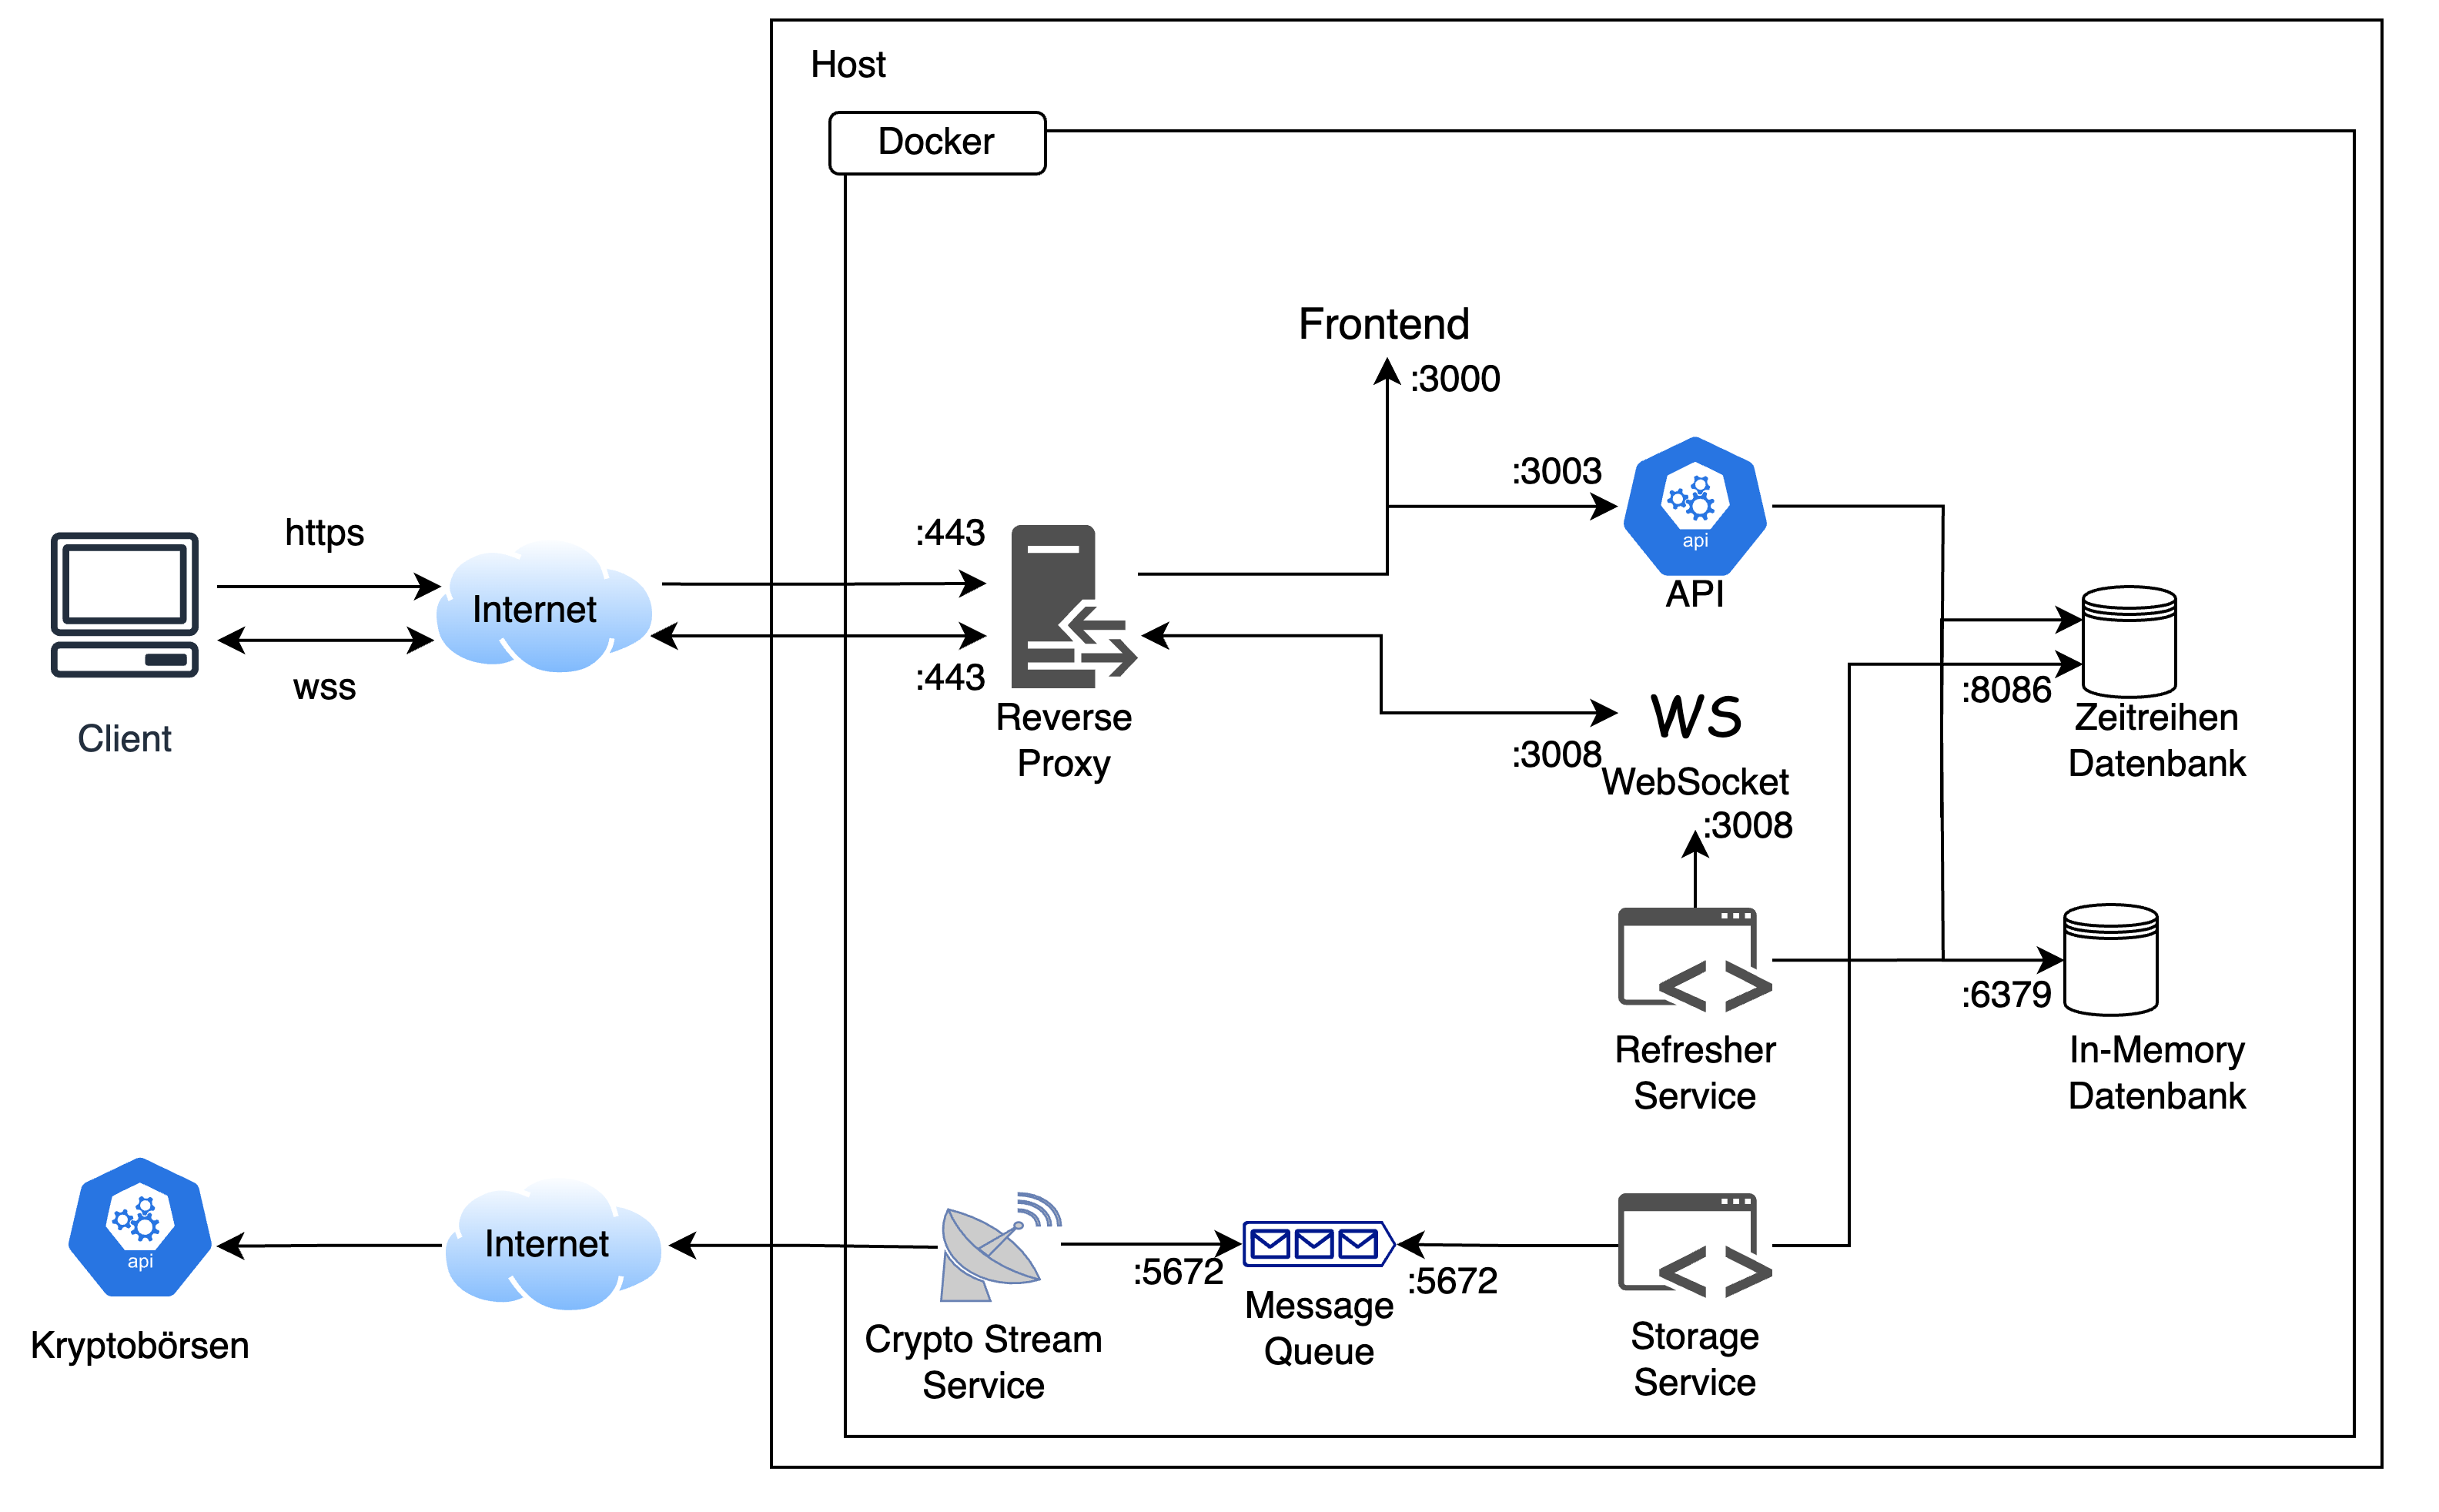 Host
Docker
Frontend
:3000
:3003
api
API
https
:443
Internet
wss
:443
Client
Reverse
Proxy
WS
:3008
WebSocket
:3008
:8086
Zeitreihen
Datenbank
:6379
Refresher
Service
In-Memory
Datenbank
api
Kryptobörsen
Internet
Crypto Stream
Service
:5672
Message
Queue
:5672
Storage
Service